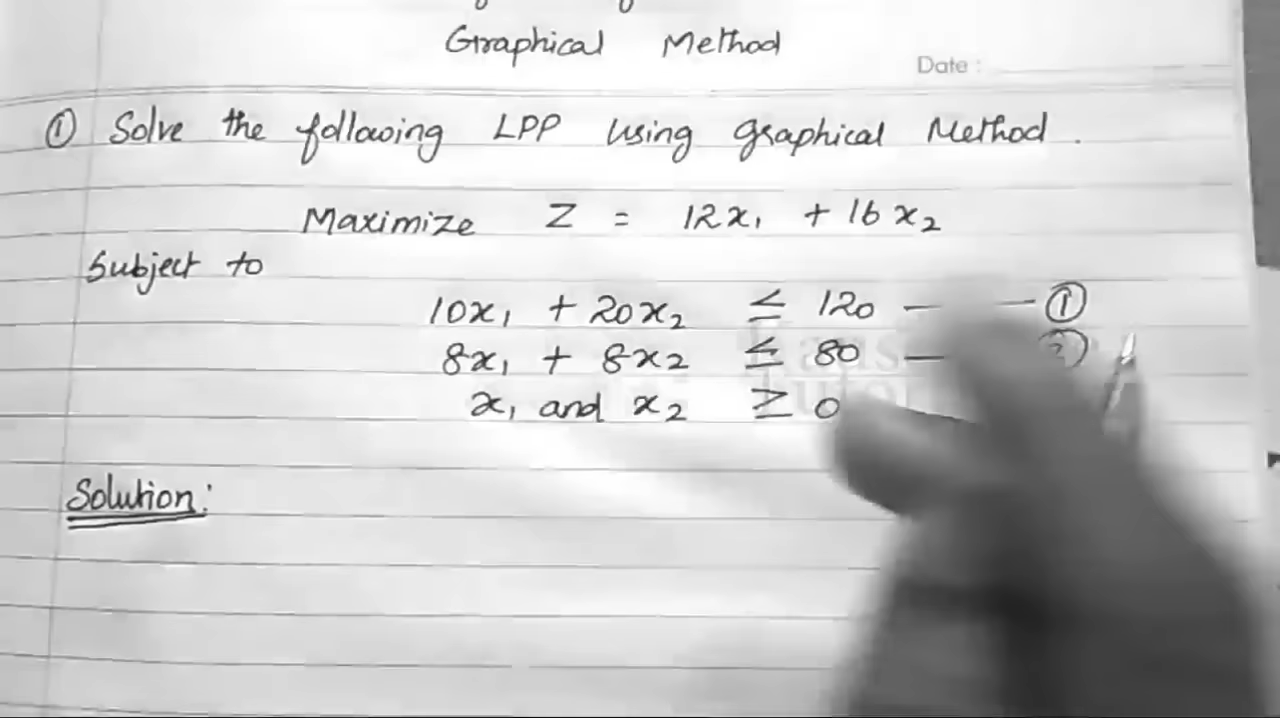 Graphical Method
Date :
① Solve the following LPP using graphical Method.
Maximize Z = 12x₁ + 16x₂
Subject to
10x₁ + 20x₂ ≤ 120 — — ①
8x₁ + 8x₂ ≤ 80 — ②
x₁ and x₂ ≥ 0
Solution: